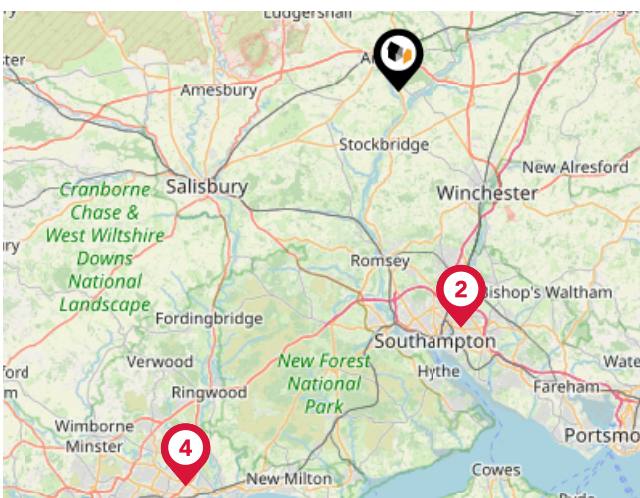 Ludgershall
Amesbury
Stockbridge
New Alresford
Salisbury
Winchester
Cranborne
Chase &
West Wiltshire
Downs
National
Landscape
Romsey
2
Bishop's Waltham
Fordingbridge
Southampton
Verwood
New Forest
National
Park
Hythe
Ringwood
Fareham
Wimborne
Minster
4
Portsmo
New Milton
Cowes